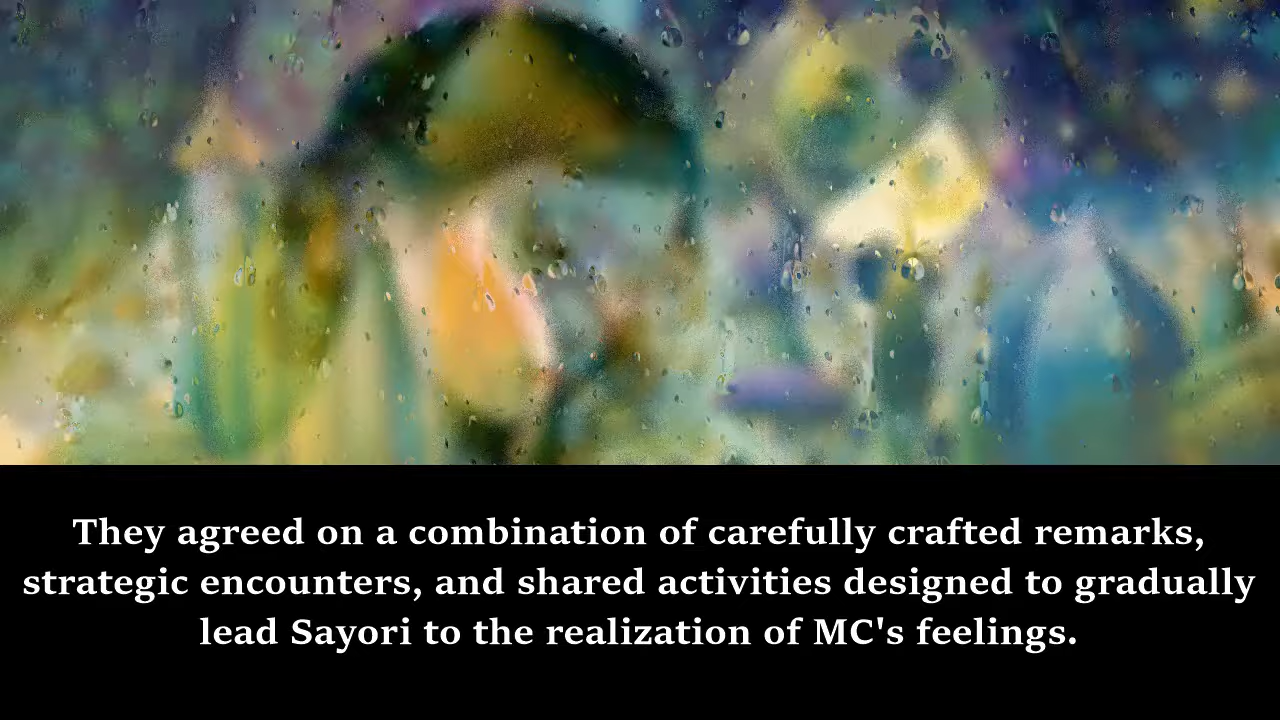 They agreed on a combination of carefully crafted remarks,
strategic encounters, and shared activities designed to gradually
lead Sayori to the realization of MC's feelings.